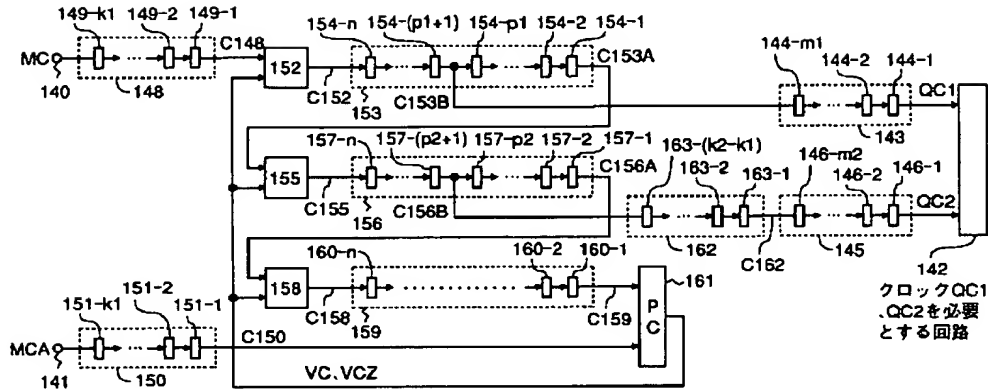 149-k1 149-2 149-1 C148
154-n 154-(p1+1) 154-p1 154-2 154-1 C153A
MC 140 148 152 C152 153 C153B
144-m1 144-2 144-1 QC1
143
157-n 157-(p2+1) 157-p2 157-2 157-1 C156A
155 C155 156 C156B
163-(k2-k1) 163-2 163-1
146-m2 146-2 146-1 QC2
162 C162 145 142
160-n 160-2 160-1 161
158 C158 159 C159 PC
151-k1 151-2 151-1 C150
MCA 141 150
VC、VCZ
クロックQC1
、QC2を必要
とする回路